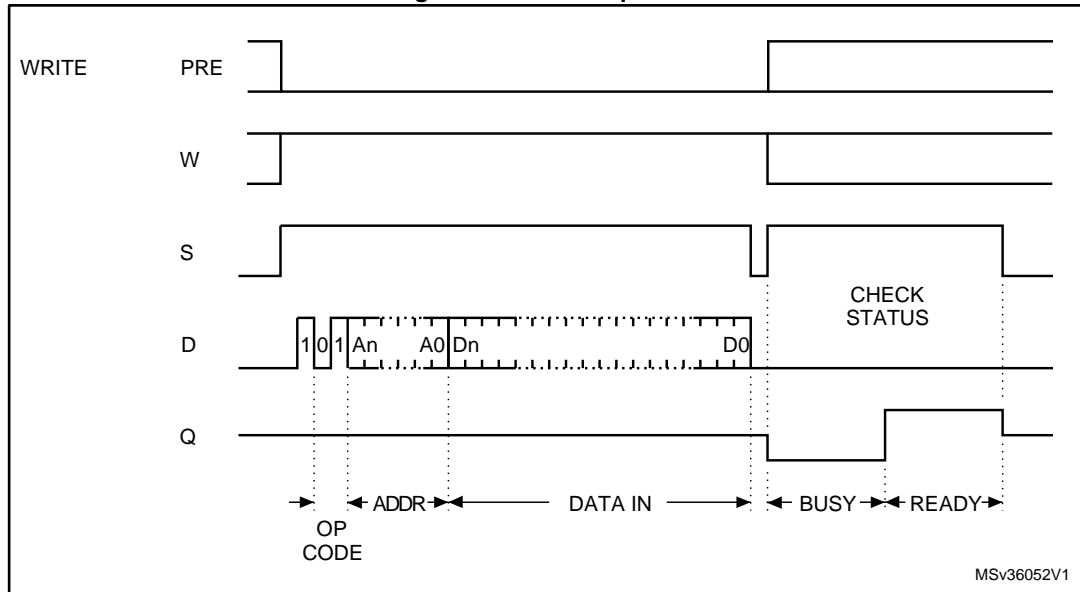 WRITE PRE
W
S
CHECK
STATUS
D 1 0 1 An A0 Dn D0
Q
ADDR DATA IN BUSY READY
OP
CODE
MSv36052V1